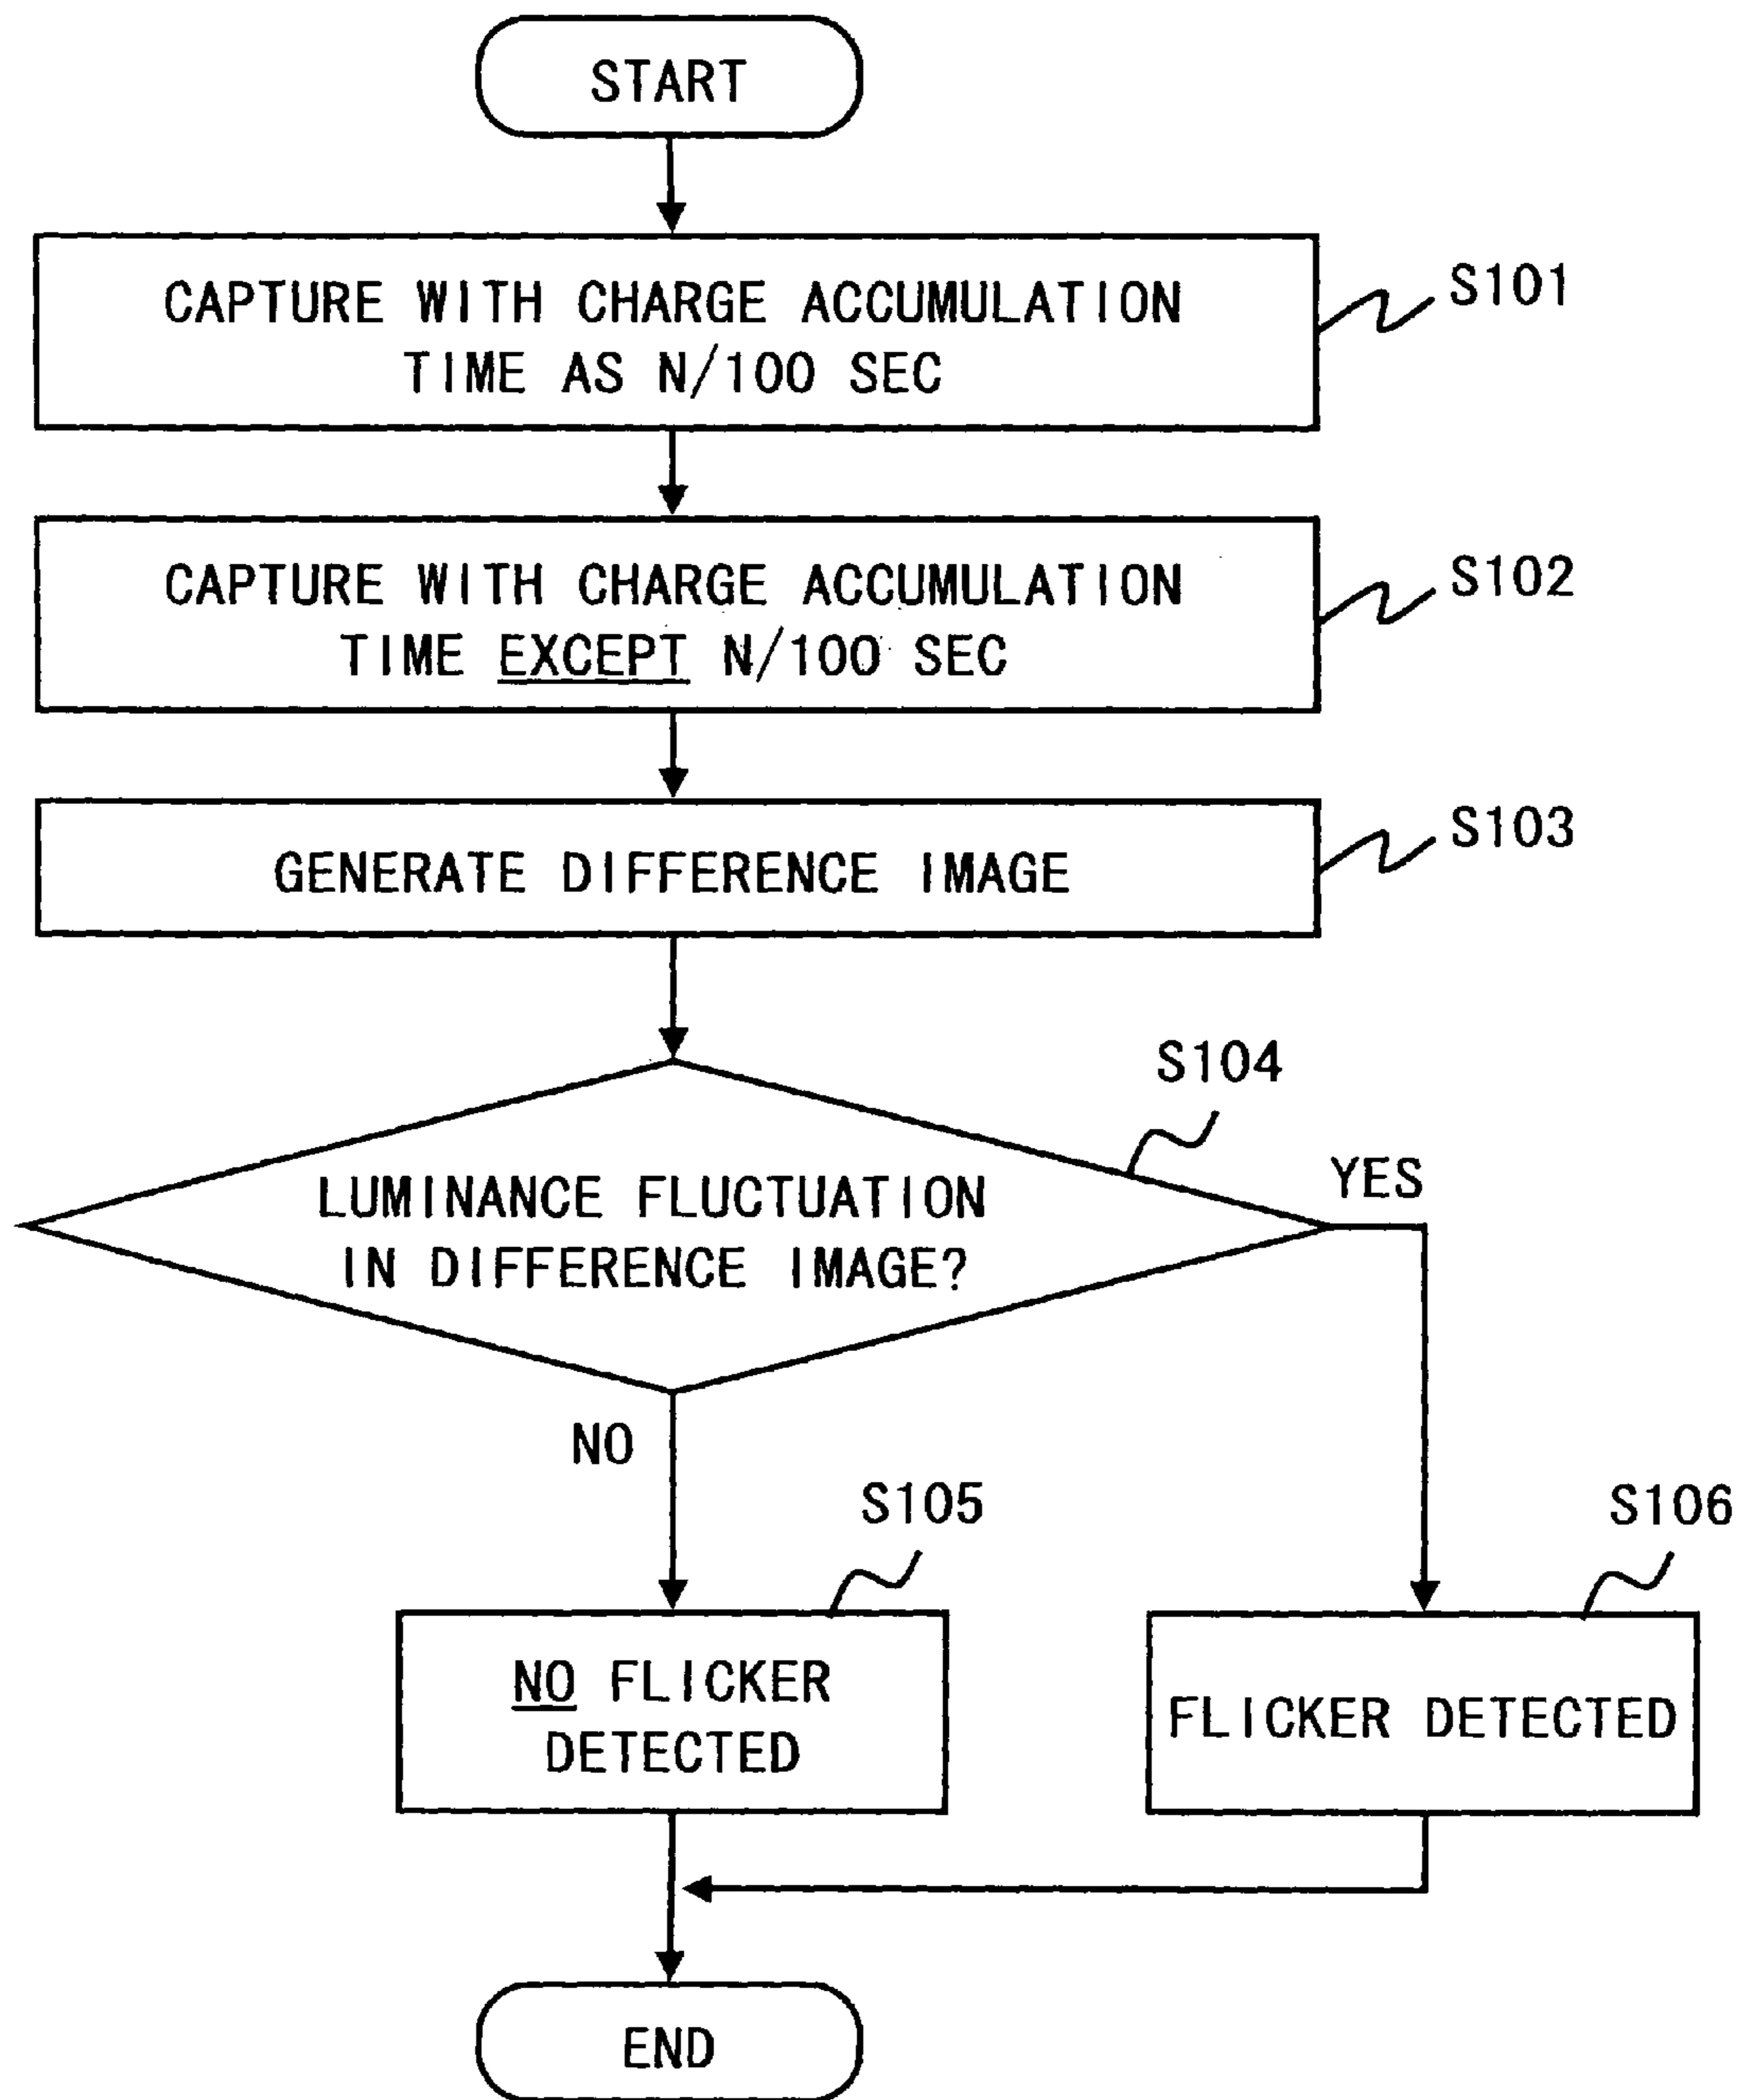 START
CAPTURE WITH CHARGE ACCUMULATION
TIME AS N/100 SEC
S101
CAPTURE WITH CHARGE ACCUMULATION
TIME EXCEPT N/100 SEC
S102
GENERATE DIFFERENCE IMAGE
S103
S104
LUMINANCE FLUCTUATION
IN DIFFERENCE IMAGE?
YES
NO
S105
S106
NO FLICKER
DETECTED
FLICKER DETECTED
END